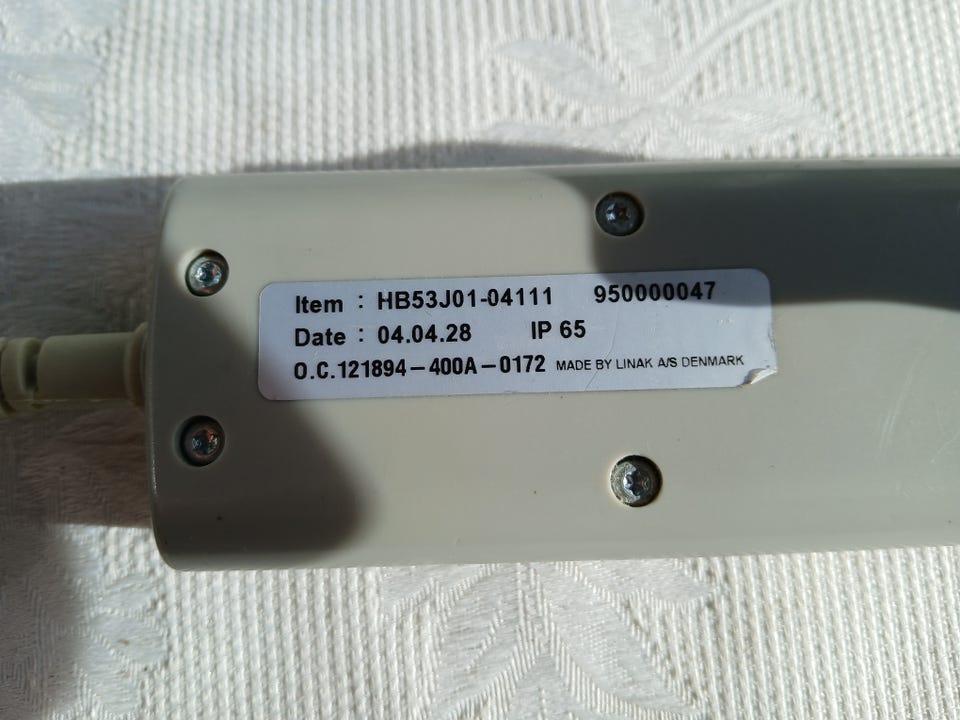 Item : HB53J01-04111 950000047
Date : 04.04.28 IP 65
O.C.121894-400A-0172 MADE BY LINAK A/S DENMARK